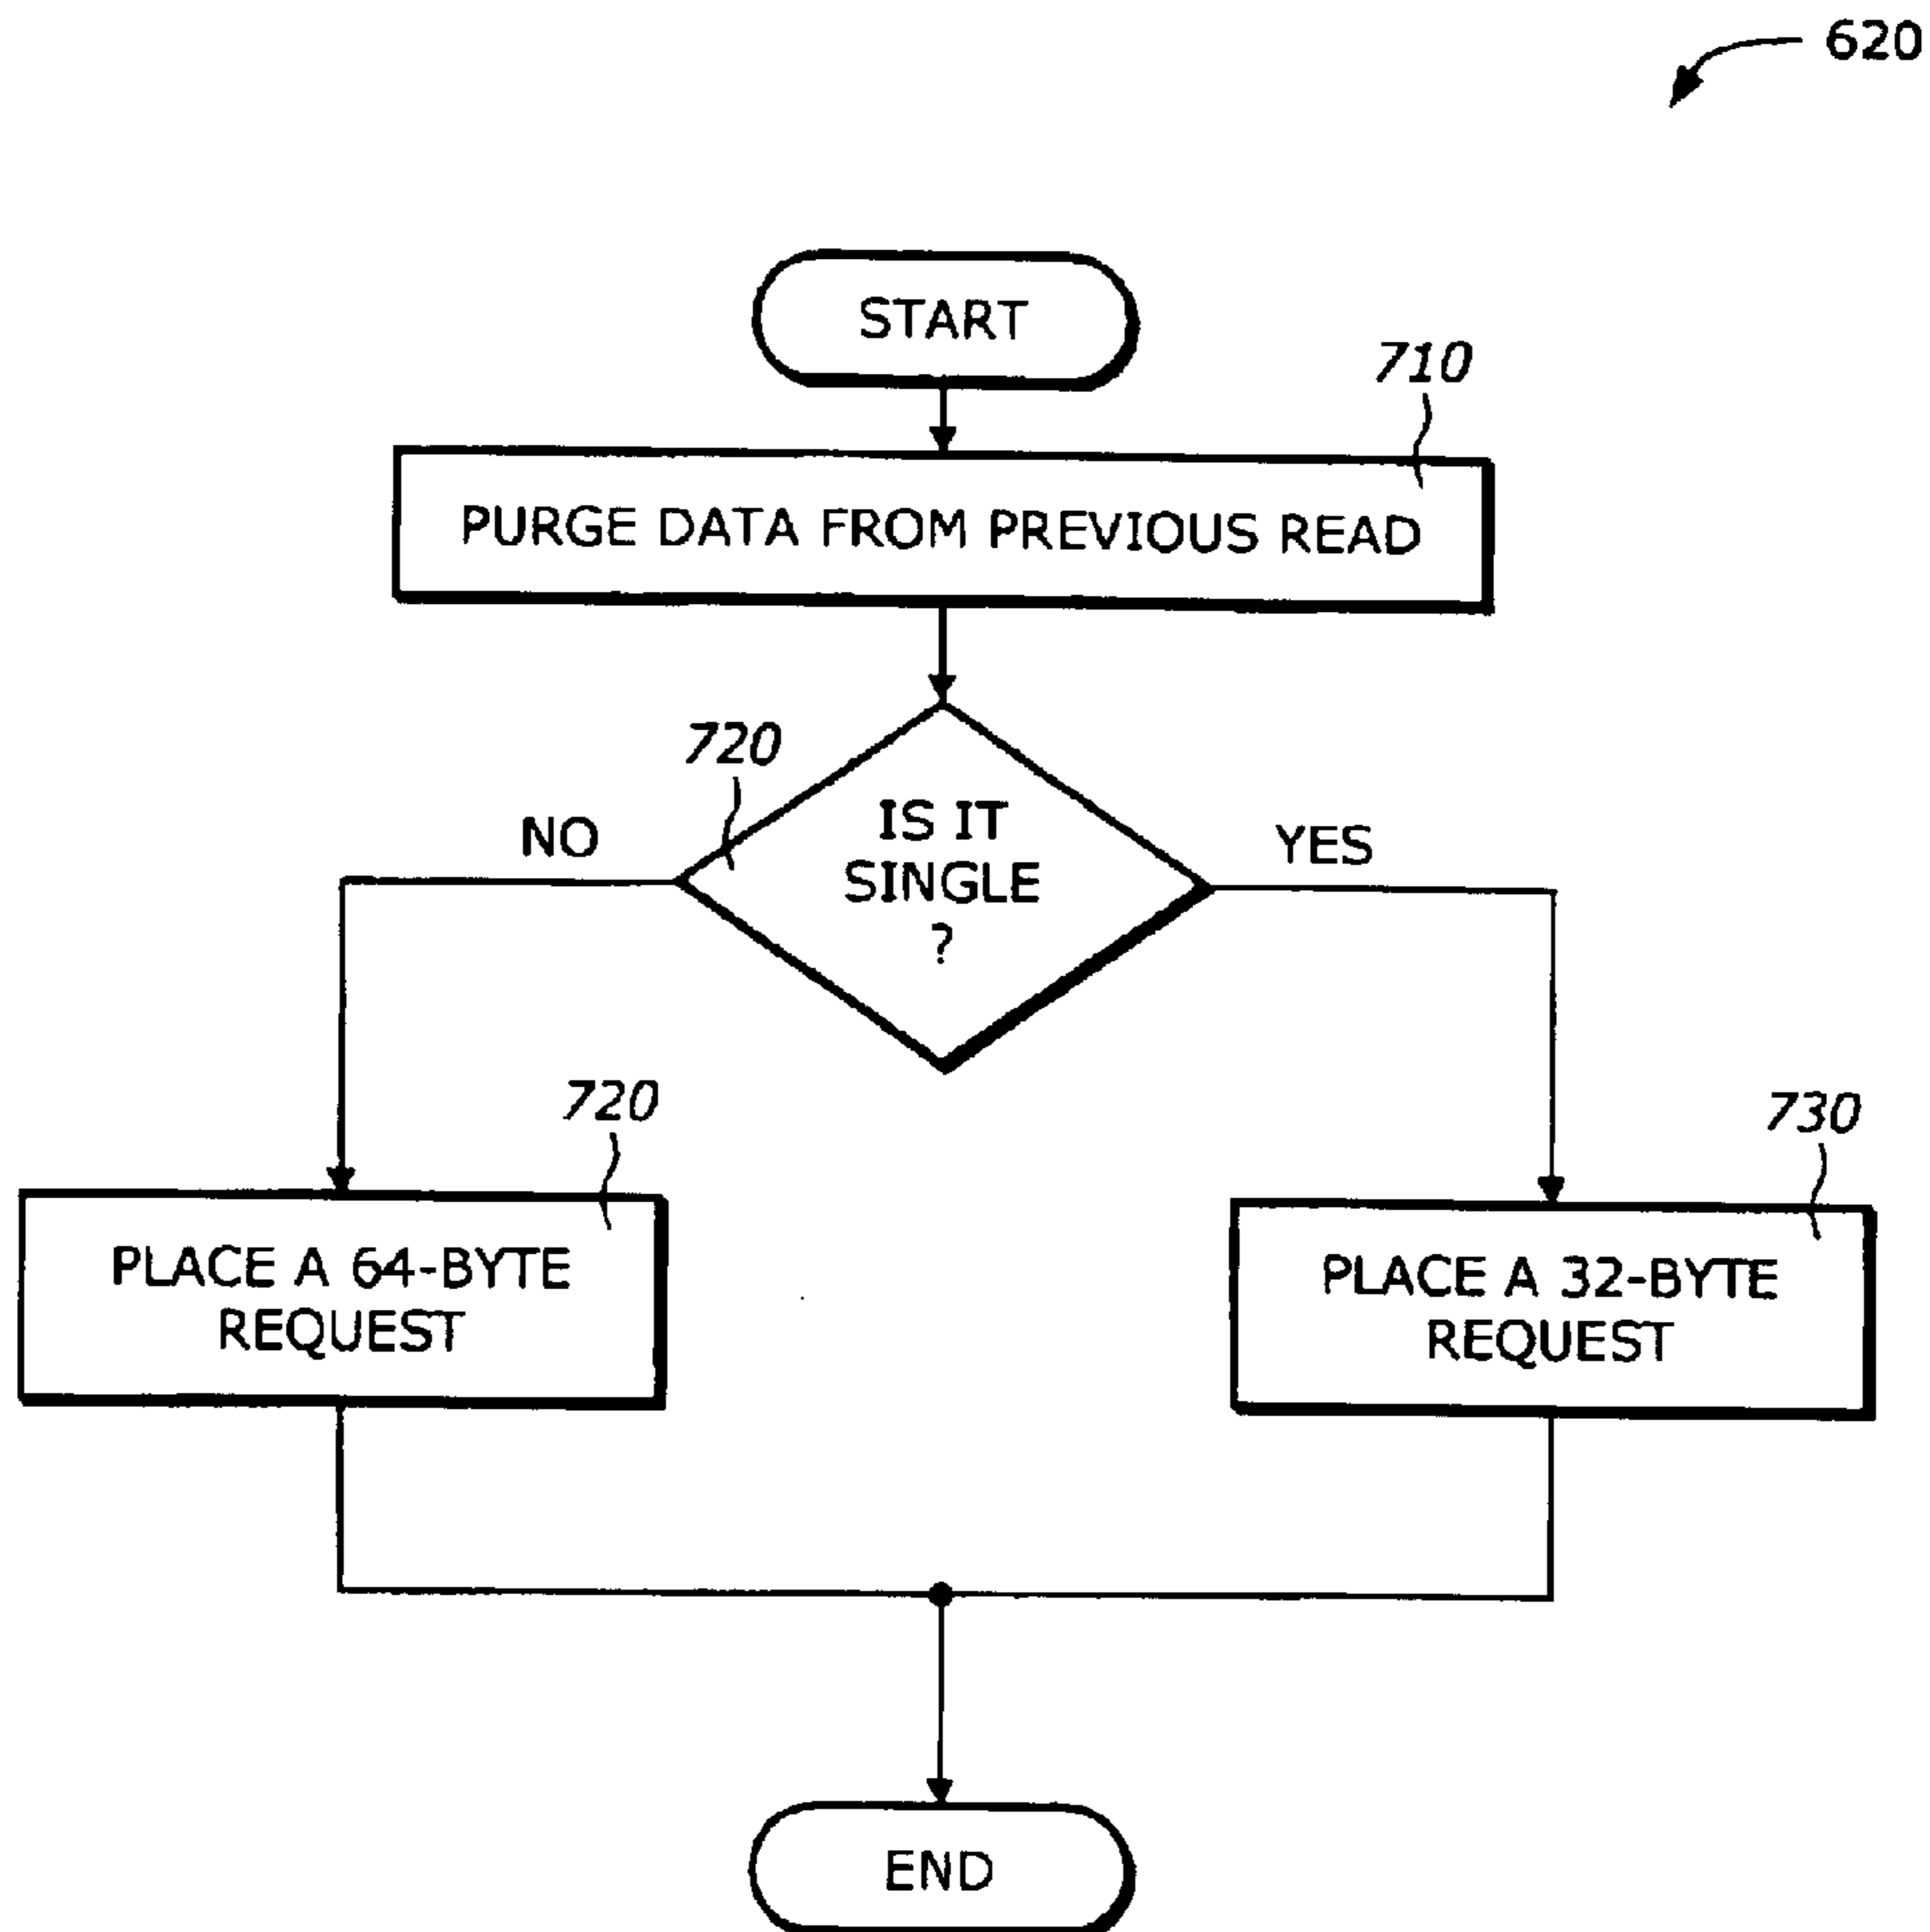 620
START
710
PURGE DATA FROM PREVIOUS READ
720
NO
IS IT
SINGLE
?
YES
720
730
PLACE A 64-BYTE
REQUEST
PLACE A 32-BYTE
REQUEST
END